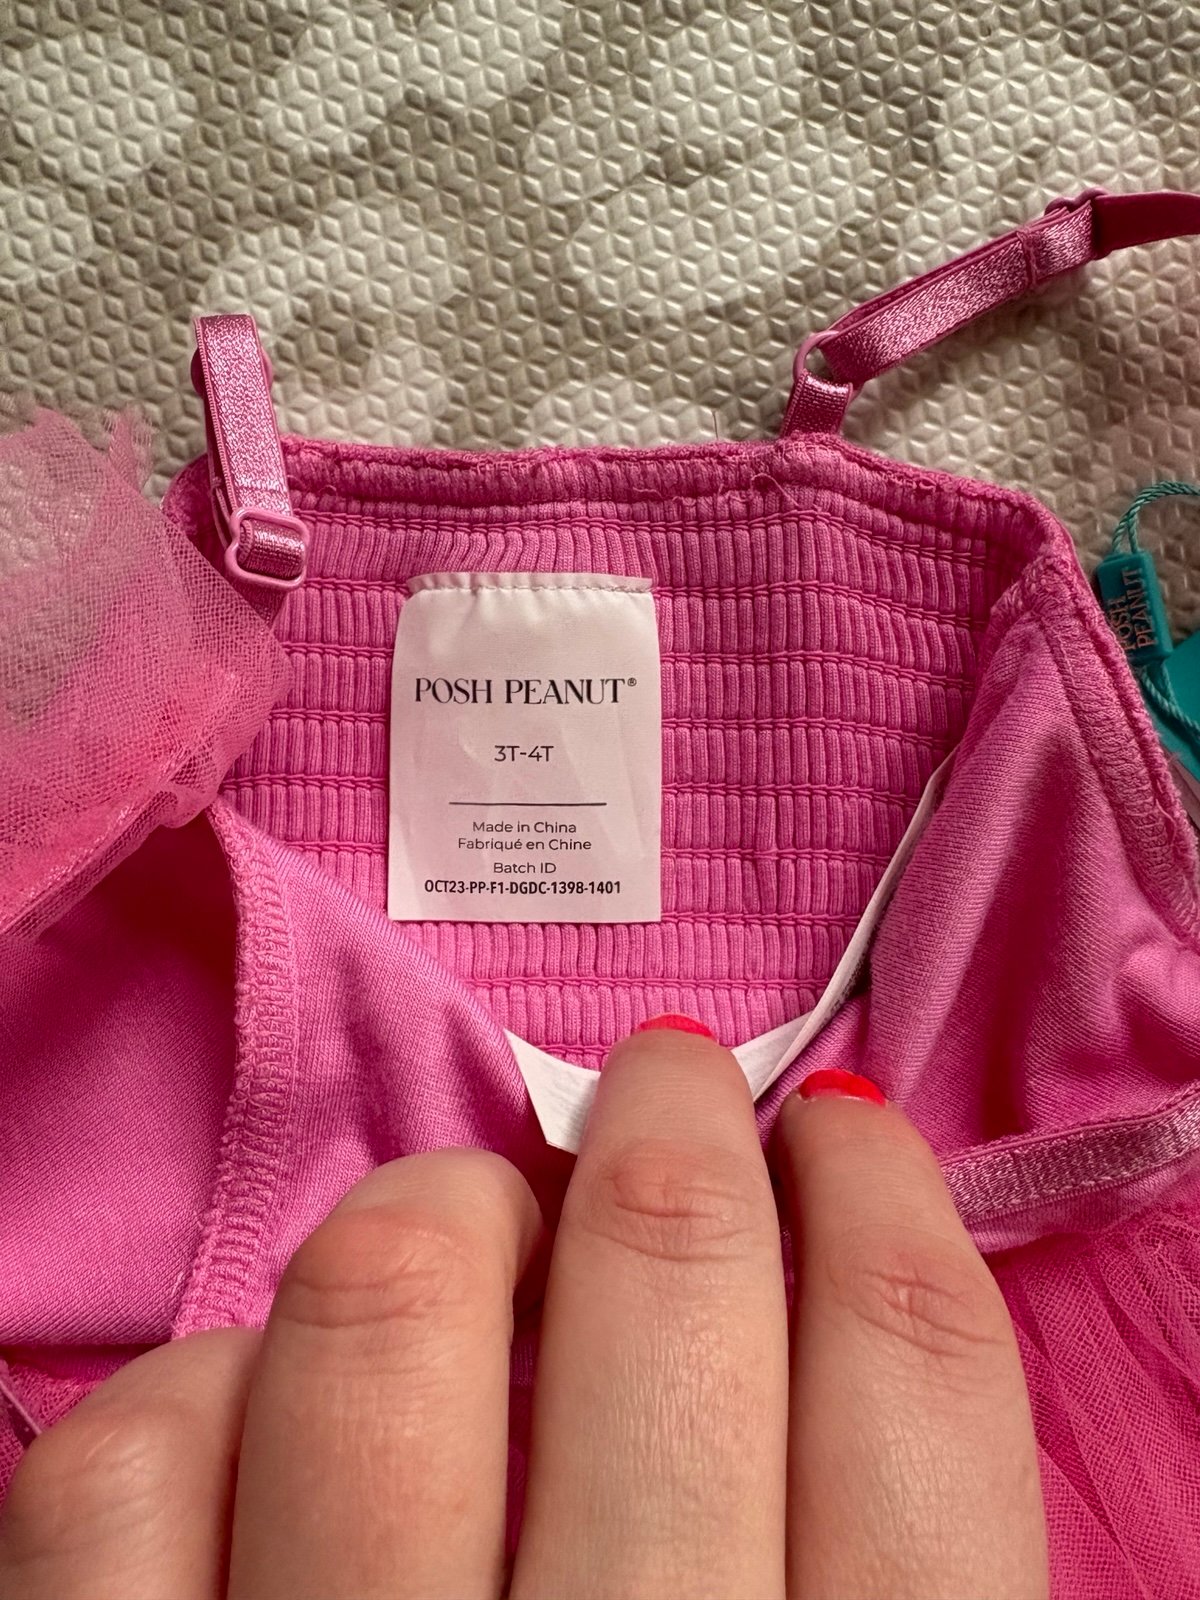 POSH PEANUT®
3T-4T
Made in China
Fabriqué en Chine
Batch ID
OCT23-PP-F1-DGDC-1398-1401
POSH
PEANUT